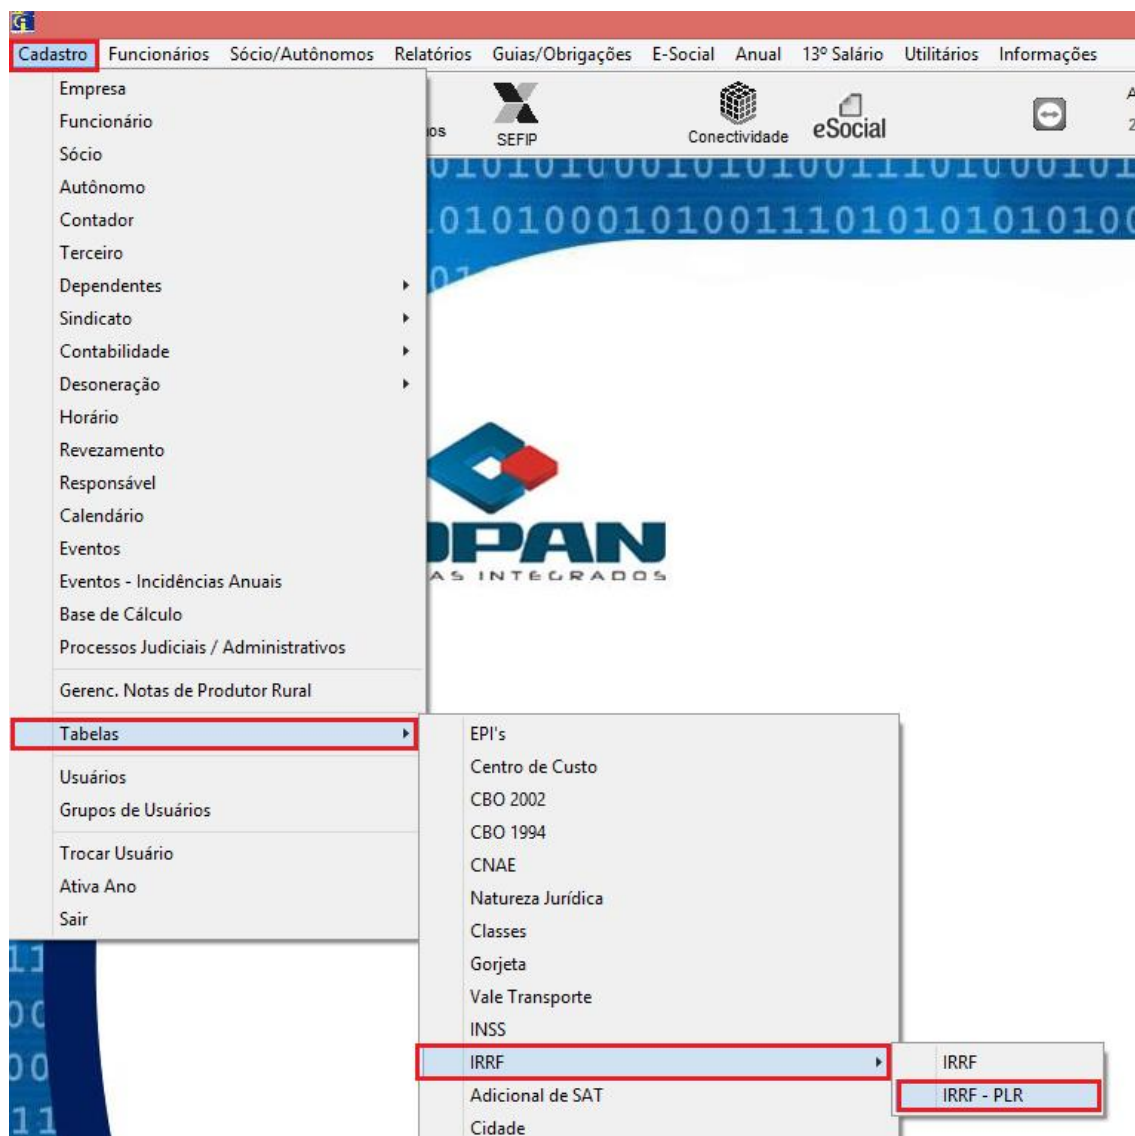 Cadastro Funcionários Sócio/Autônomos Relatórios Guias/Obrigações E-Social Anual 13º Salário Utilitários Informações
Empresa
Funcionário
Sócio
Autônomo
Contador
Terceiro
Dependentes
Sindicato
Contabilidade
Desoneração
Horário
Revezamento
Responsável
Calendário
Eventos
Eventos - Incidências Anuais
Base de Cálculo
Processos Judiciais / Administrativos
Gerenc. Notas de Produtor Rural
Tabelas
Usuários
Grupos de Usuários
Trocar Usuário
Ativa Ano
Sair
SEFIP
Conectividade
eSocial
OPAN
AS INTEGRADOS
EPI's
Centro de Custo
CBO 2002
CBO 1994
CNAE
Natureza Jurídica
Classes
Gorjeta
Vale Transporte
INSS
IRRF
Adicional de SAT
Cidade
IRRF
IRRF - PLR